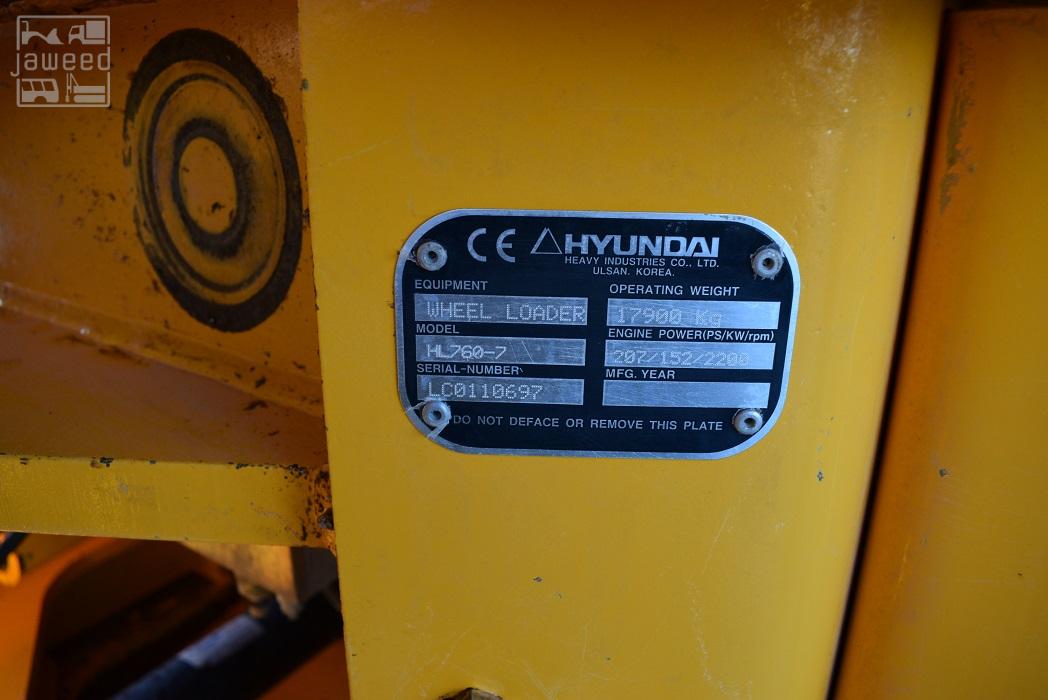 jaweed
CE HYUNDAI
HEAVY INDUSTRIES CO., LTD.
ULSAN. KOREA.
EQUIPMENT
WHEEL LOADER
MODEL
HL760-7
SERIAL-NUMBER
LC0110697
OPERATING WEIGHT
17900 Kg
ENGINE POWER(PS/KW/rpm)
207/152/2200
MFG. YEAR
DO NOT DEFACE OR REMOVE THIS PLATE